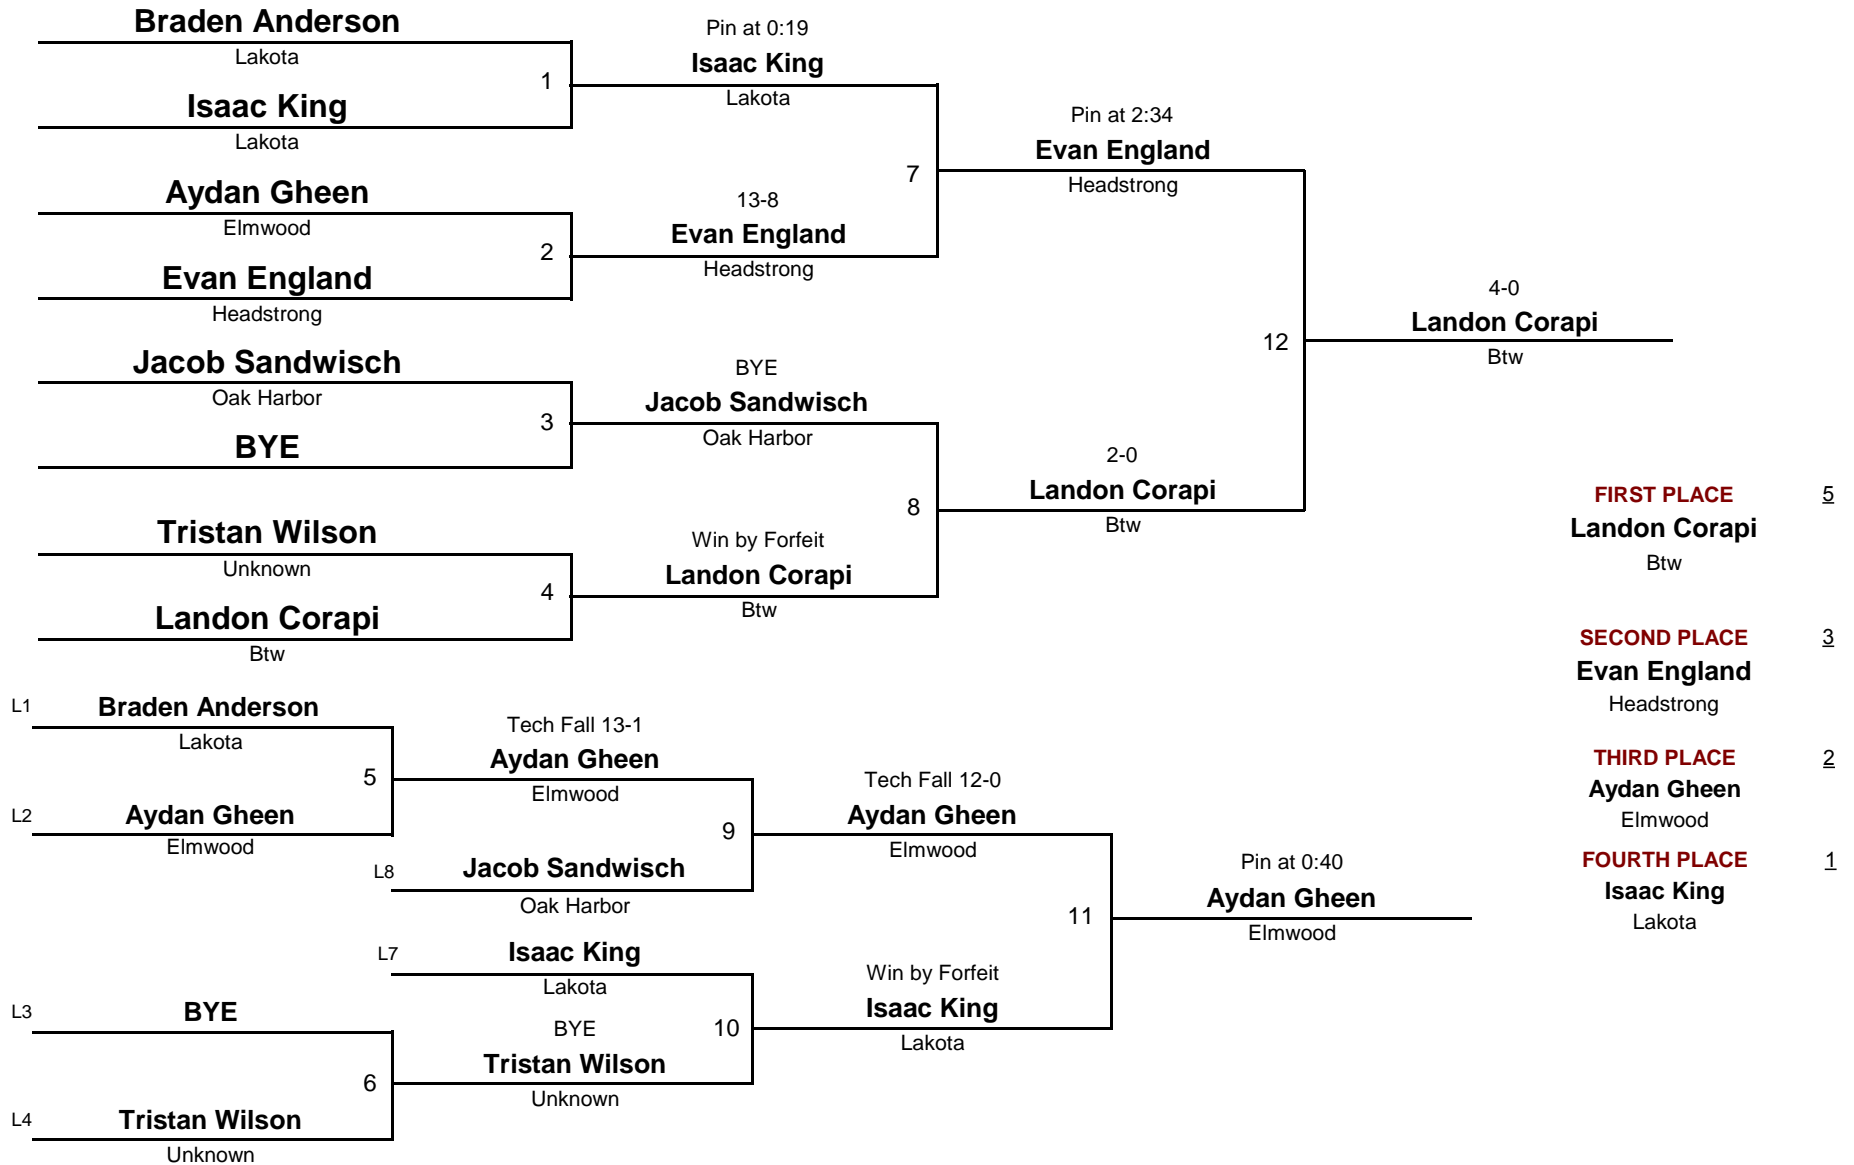 Braden Anderson
Lakota
1
Isaac King
Lakota
Pin at 0:19
Isaac King
Lakota
Aydan Gheen
Elmwood
2
Evan England
Headstrong
13-8
Evan England
Headstrong
7
Pin at 2:34
Evan England
Headstrong
Jacob Sandwisch
Oak Harbor
3
BYE
BYE
Jacob Sandwisch
Oak Harbor
Tristan Wilson
Unknown
4
Landon Corapi
Btw
Win by Forfeit
Landon Corapi
Btw
8
2-0
Landon Corapi
Btw
12
4-0
Landon Corapi
Btw
FIRST PLACE 5
Landon Corapi
Btw
SECOND PLACE 3
Evan England
Headstrong
THIRD PLACE 2
Aydan Gheen
Elmwood
FOURTH PLACE 1
Isaac King
Lakota
L1 Braden Anderson
Lakota
5
L2 Aydan Gheen
Elmwood
Tech Fall 13-1
Aydan Gheen
Elmwood
9
L8 Jacob Sandwisch
Oak Harbor
Tech Fall 12-0
Aydan Gheen
Elmwood
L7 Isaac King
Lakota
L3 BYE
6
L4 Tristan Wilson
Unknown
BYE
Tristan Wilson
Unknown
10
Win by Forfeit
Isaac King
Lakota
11
Pin at 0:40
Aydan Gheen
Elmwood